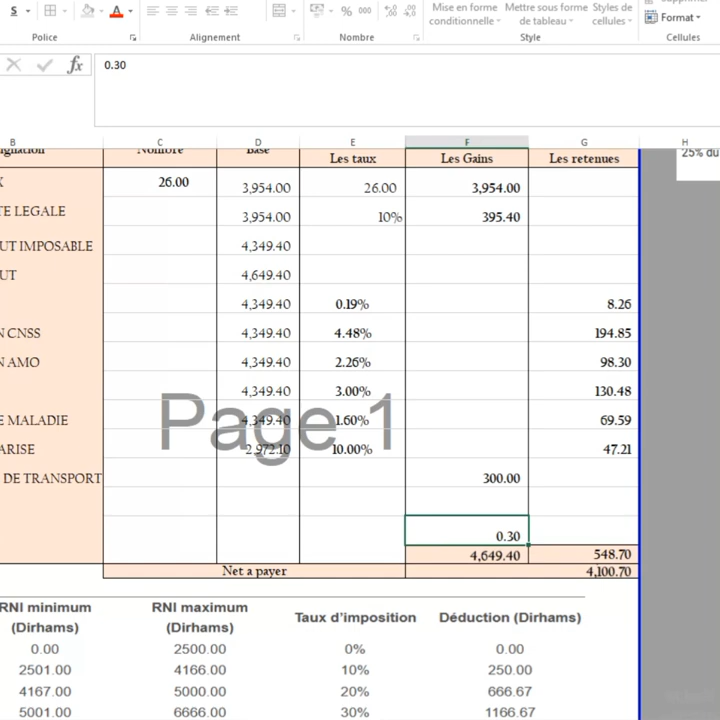 S A % 000 Mise en forme Mettre sous forme Styles de
conditionnelle de tableau cellules Format
Police Alignement Nombre Style Cellules
fx 0.30
B C D E F G H
Nombre Base Les taux Les Gains Les retenues 25% du
X 26.00 3,954.00 26.00 3,954.00
TE LEGALE 3,954.00 10% 395.40
UT IMPOSABLE 4,349.40
UT 4,649.40
4,349.40 0.19% 8.26
N CNSS 4,349.40 4.48% 194.85
N AMO 4,349.40 2.26% 98.30
4,349.40 3.00% 130.48
E MALADIE 4,349.40 1.60% 69.59
Page 1
ARISE 2,972.10 10.00% 47.21
DE TRANSPORT 300.00
0.30
4,649.40 548.70
Net a payer 4,100.70
RNI minimum RNI maximum Taux d’imposition Déduction (Dirhams)
(Dirhams) (Dirhams)
0.00 2500.00 0% 0.00
2501.00 4166.00 10% 250.00
4167.00 5000.00 20% 666.67
5001.00 6666.00 30% 1166.67